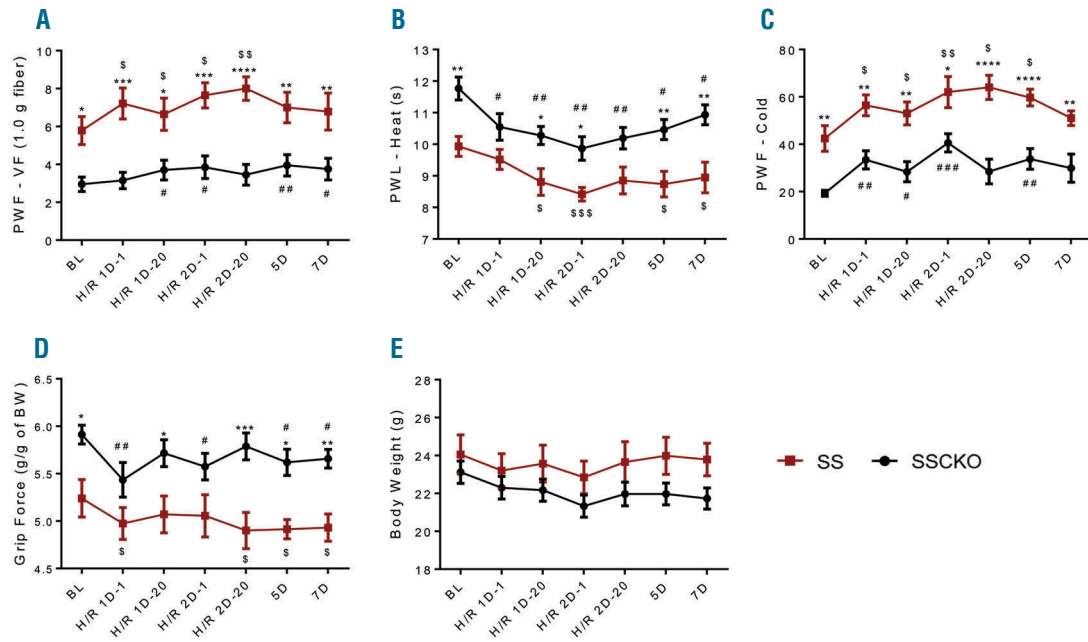 A
PWF - VF (1.0 g fiber)
10
8
6
4
2
0
*
$
***
$
*
$
***
$$
****
**
**
#
#
##
#
BL
H/R 1D-1
H/R 1D-20
H/R 2D-1
H/R 2D-20
5D
7D
B
PWL - Heat (s)
13
12
11
10
9
8
7
**
#
##
*
##
*
##
#
**
#
**
$
$$$
$
$
BL
H/R 1D-1
H/R 1D-20
H/R 2D-1
H/R 2D-20
5D
7D
C
PWF - Cold
80
60
40
20
0
**
$
**
$
**
$$
*
$
****
$
****
**
##
#
###
##
BL
H/R 1D-1
H/R 1D-20
H/R 2D-1
H/R 2D-20
5D
7D
D
Grip Force (g/g of BW)
6.5
6.0
5.5
5.0
4.5
*
##
*
#
***
#
*
#
**
$
$
$
$
BL
H/R 1D-1
H/R 1D-20
H/R 2D-1
H/R 2D-20
5D
7D
E
Body Weight (g)
28
26
24
22
20
18
BL
H/R 1D-1
H/R 1D-20
H/R 2D-1
H/R 2D-20
5D
7D
SS
SSCKO